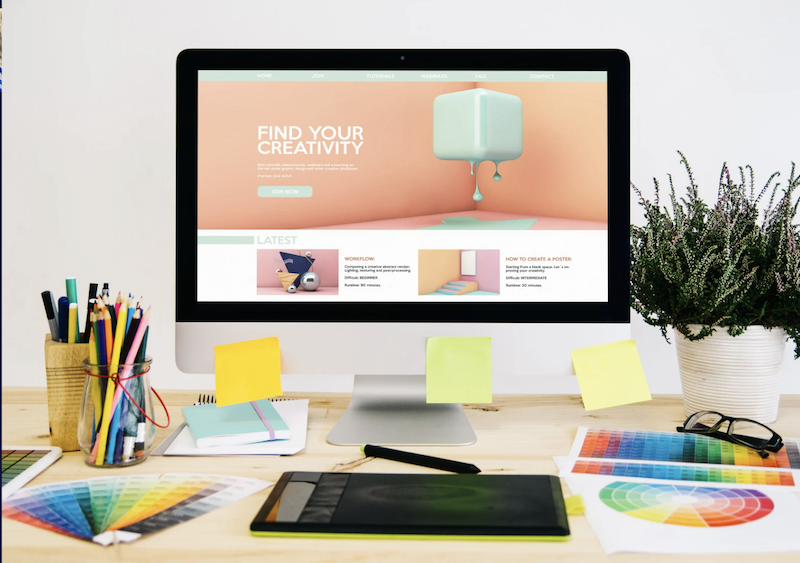 HOME JOIN TUTORIALS WEBINARS FAQ CONTACT
FIND YOUR
CREATIVITY
JOIN NOW
LATEST
WORKFLOW:
Composing a creative abstract render.
Lighting, texturing and post-processing.
Difficult: BEGINNER
Runtime: 90 minutes.
HOW TO CREATE A POSTER:
Starting from a blank space. Let´s im-
proving your creativity.
Difficult: INTERMEDIATE
Runtime: 30 minutes.